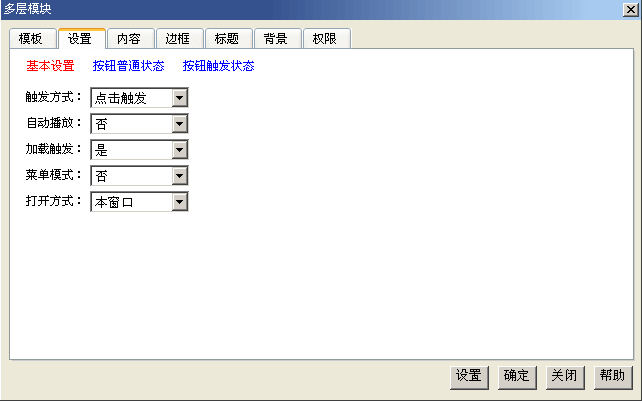 多层模块
模板 设置 内容 边框 标题 背景 权限
基本设置 按钮普通状态 按钮触发状态
触发方式： 点击触发
自动播放： 否
加载触发： 是
菜单模式： 否
打开方式： 本窗口
设置 确定 关闭 帮助